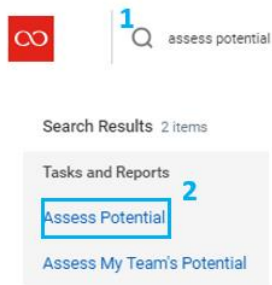 1
assess potential
Search Results 2 items
Tasks and Reports
2
Assess Potential
Assess My Team's Potential